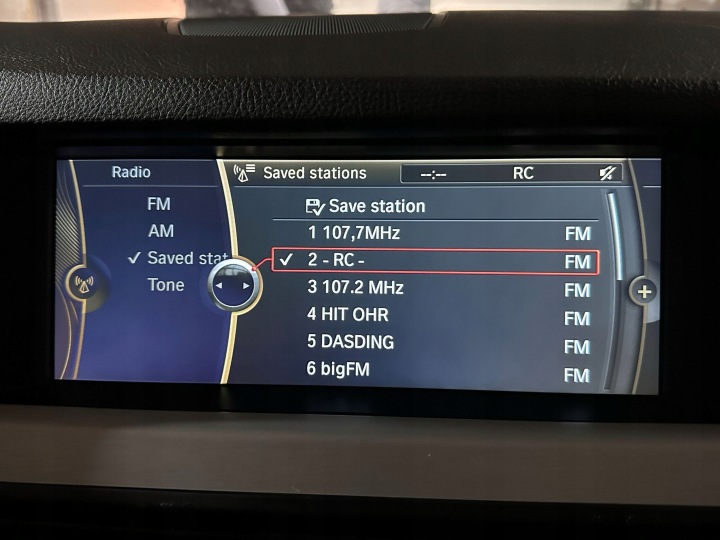 Radio
FM
AM
Saved stat
Tone
Saved stations
--:--
RC
Save station
1 107,7MHz FM
2 - RC - FM
3 107.2 MHz FM
4 HIT OHR FM
5 DASDING FM
6 bigFM FM